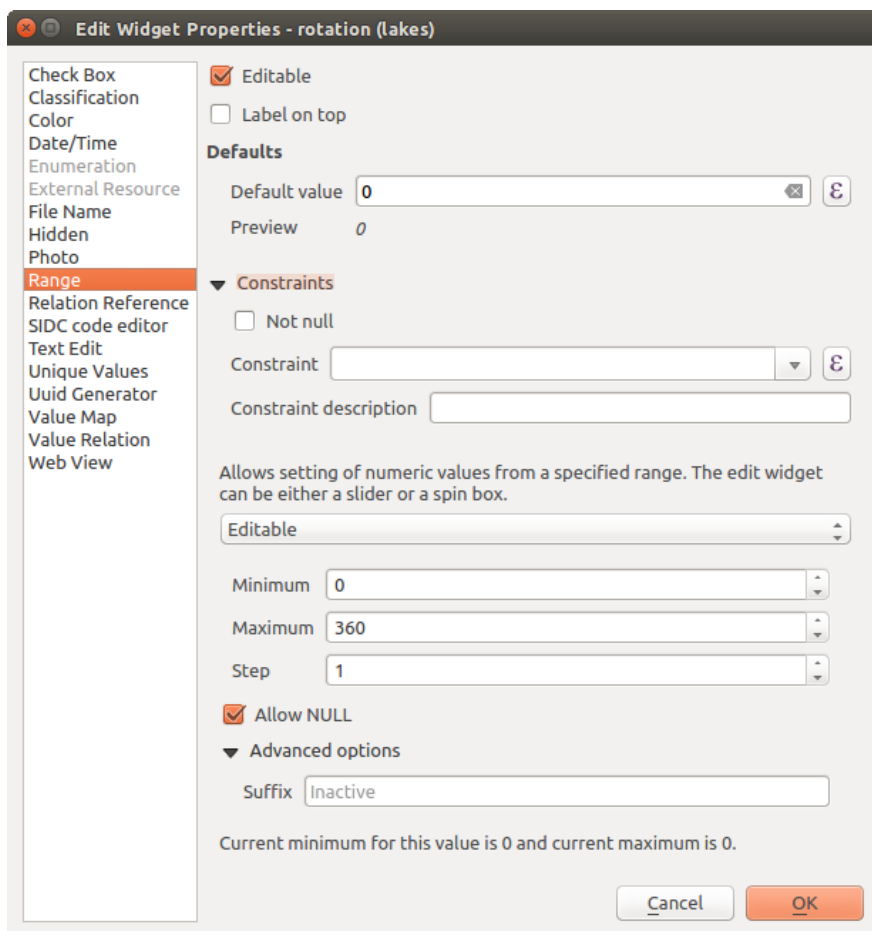 Edit Widget Properties - rotation (lakes)
Check Box
Classification
Color
Date/Time
Enumeration
External Resource
File Name
Hidden
Photo
Range
Relation Reference
SIDC code editor
Text Edit
Unique Values
Uuid Generator
Value Map
Value Relation
Web View
Editable
Label on top
Defaults
Default value 0 ε
Preview 0
Constraints
Not null
Constraint ε
Constraint description
Allows setting of numeric values from a specified range. The edit widget
can be either a slider or a spin box.
Editable
Minimum 0
Maximum 360
Step 1
Allow NULL
Advanced options
Suffix Inactive
Current minimum for this value is 0 and current maximum is 0.
Cancel OK